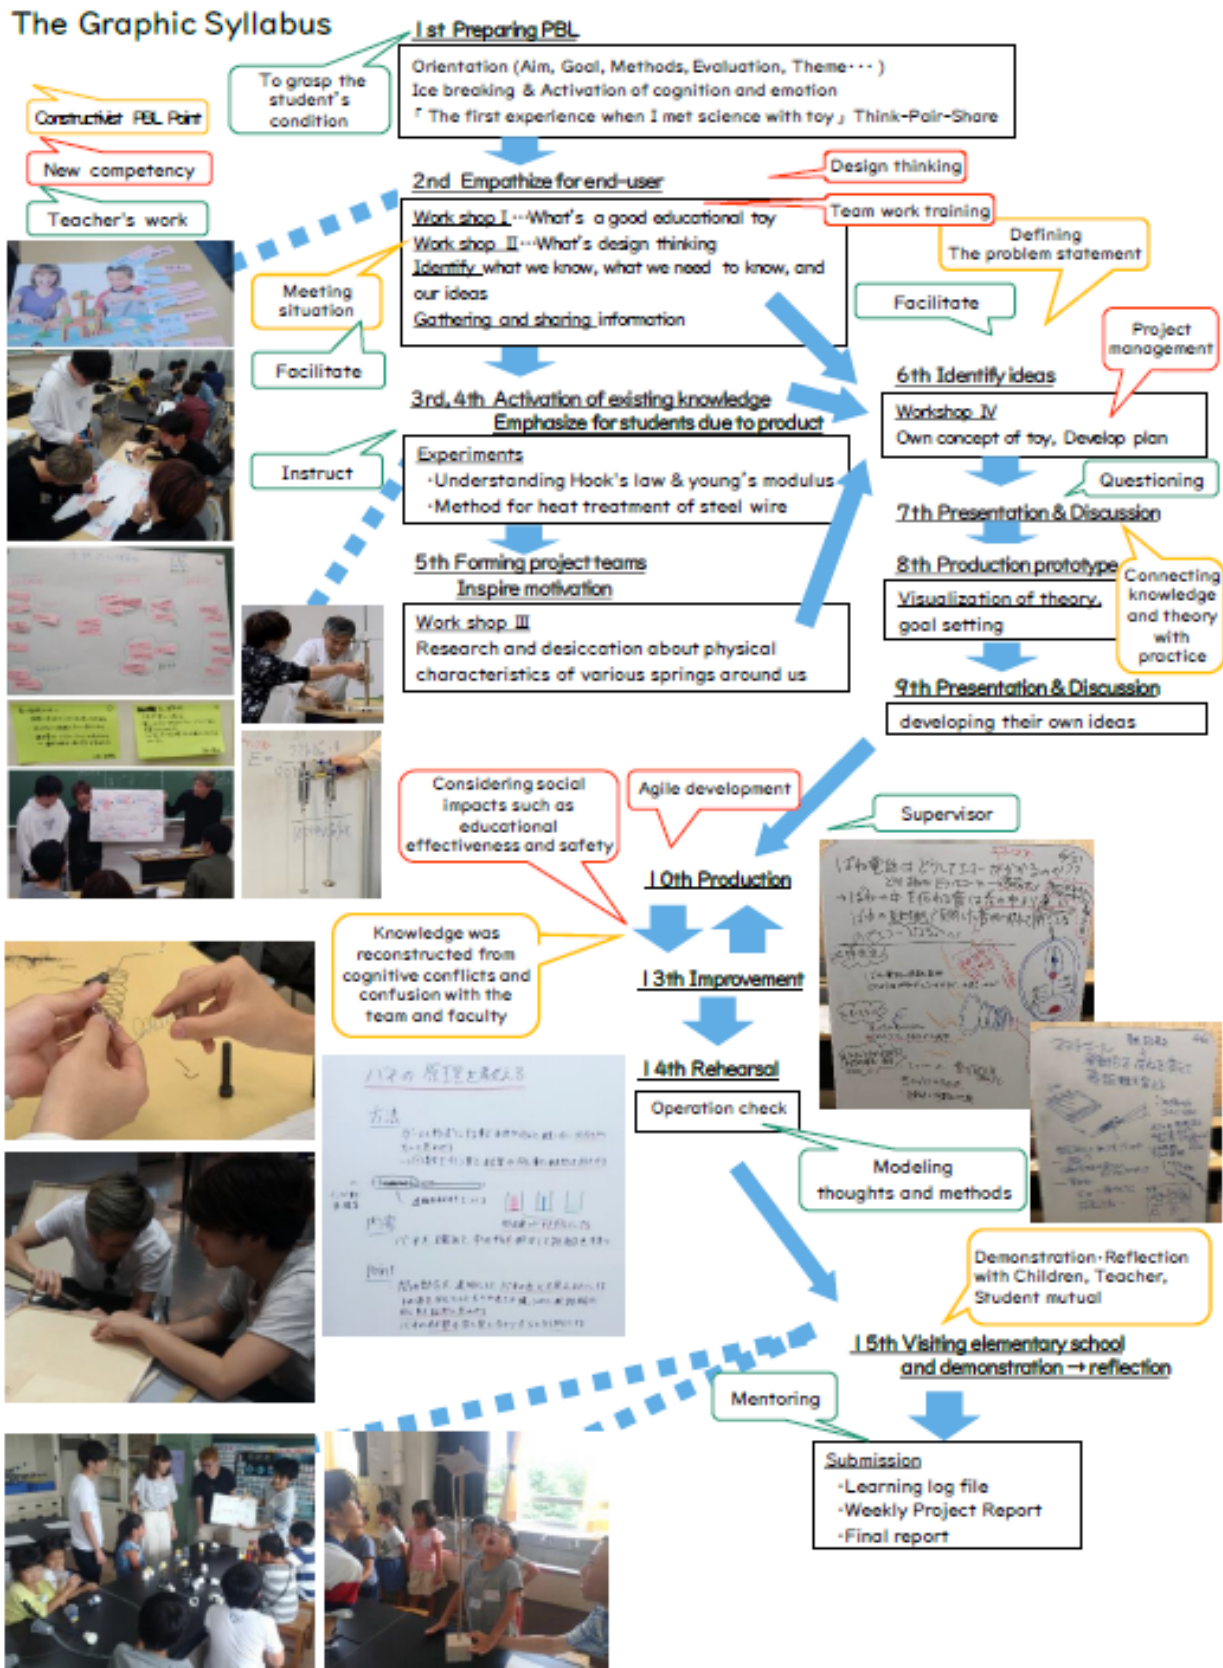 The Graphic Syllabus
Constructivist PBL Point
New competency
Teacher's work
To grasp the
student's
condition
1st Preparing PBL
Orientation (Aim, Goal, Methods, Evaluation, Theme⋯ )
Ice breaking & Activation of cognition and emotion
「 The first experience when I met science with toy 」 Think-Pair-Share
2nd Empathize for end-user
Design thinking
Team work training
Work shop Ⅰ ⋯What's a good educational toy
Work shop Ⅱ⋯What's design thinking
Identify what we know, what we need to know, and
our ideas
Gathering and sharing information
Meeting
situation
Facilitate
Defining
The problem statement
Facilitate
Project
management
3rd, 4th Activation of existing knowledge
Emphasize for students due to product
Instruct
Experiments
・Understanding Hook's law & young's modulus
・Method for heat treatment of steel wire
5th Forming project teams
Inspire motivation
Work shop Ⅲ
Research and desiccation about physical
characteristics of various springs around us
6th Identify ideas
Workshop Ⅳ
Own concept of toy, Develop plan
Questioning
7th Presentation & Discussion
8th Production prototype
Visualization of theory,
goal setting
Connecting
knowledge
and theory
with
practice
9th Presentation & Discussion
developing their own ideas
Considering social
impacts such as
educational
effectiveness and safety
Agile development
Supervisor
10th Production
Knowledge was
reconstructed from
cognitive conflicts and
confusion with the
team and faculty
13th Improvement
14th Rehearsal
Operation check
Modeling
thoughts and methods
Demonstration・Reflection
with Children, Teacher,
Student mutual
15th Visiting elementary school
and demonstration → reflection
Mentoring
Submission
・Learning log file
・Weekly Project Report
・Final report
方法
内容
Point